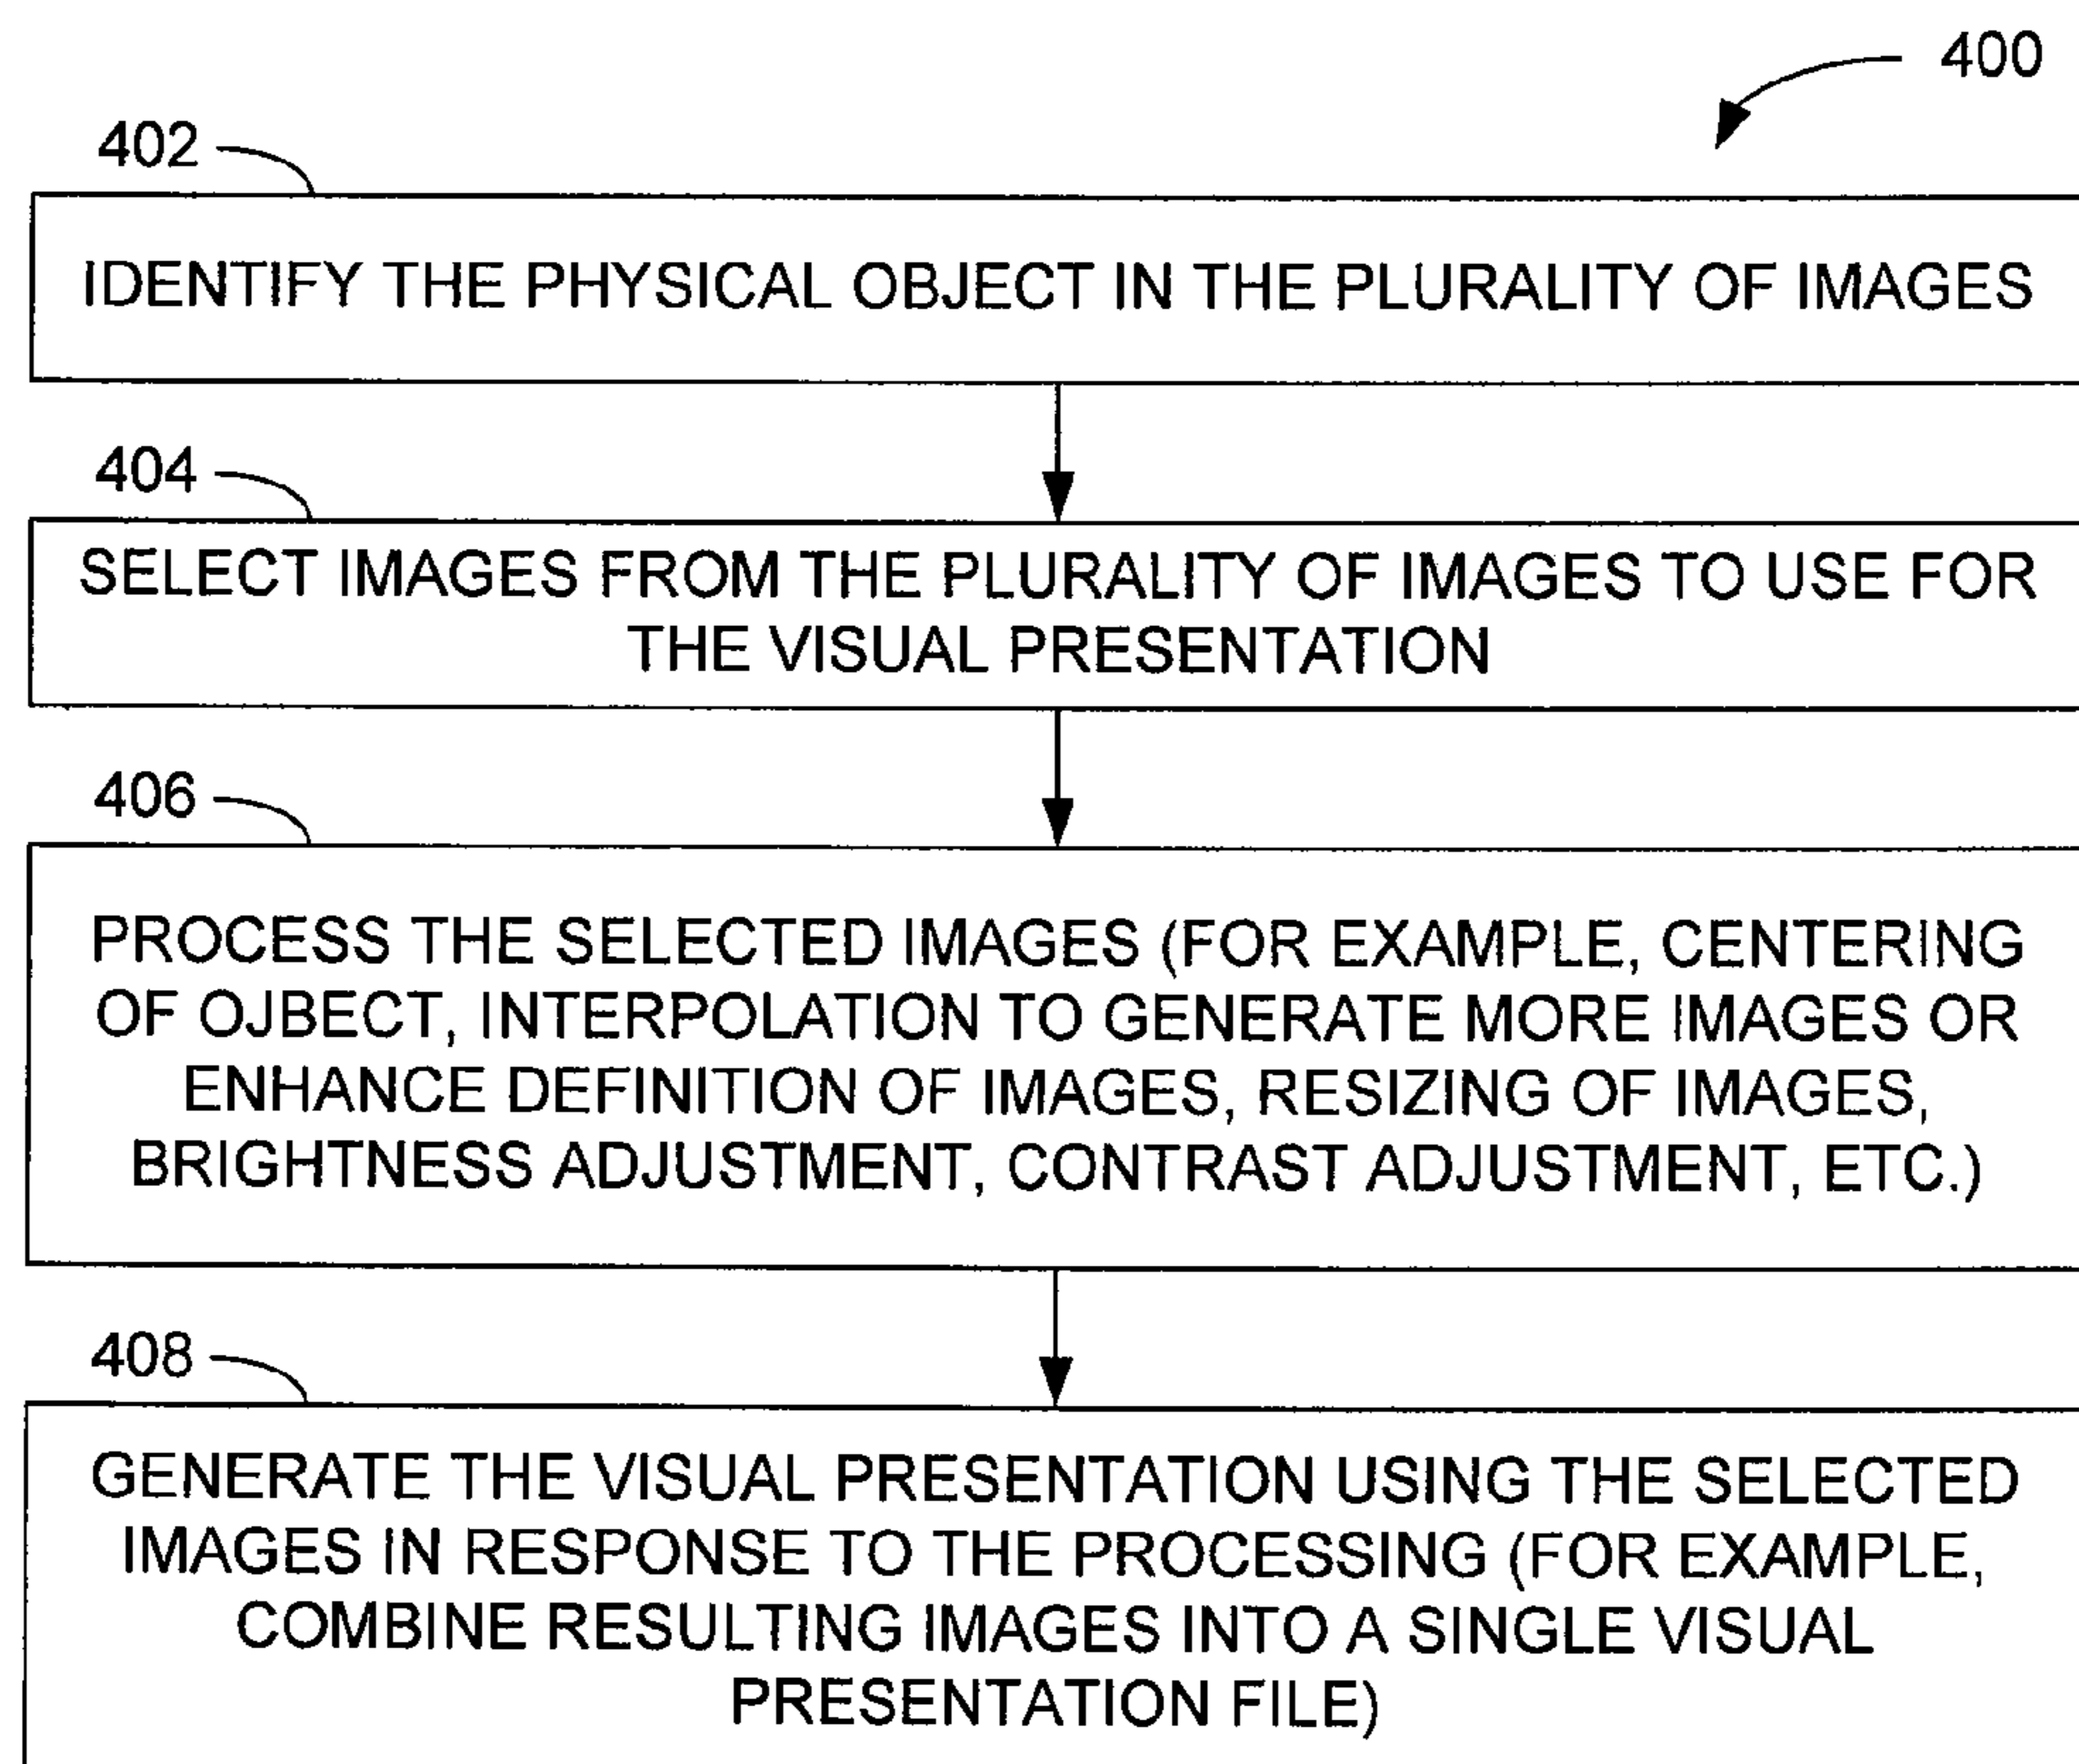 400
402
IDENTIFY THE PHYSICAL OBJECT IN THE PLURALITY OF IMAGES
404
SELECT IMAGES FROM THE PLURALITY OF IMAGES TO USE FOR
THE VISUAL PRESENTATION
406
PROCESS THE SELECTED IMAGES (FOR EXAMPLE, CENTERING
OF OJBECT, INTERPOLATION TO GENERATE MORE IMAGES OR
ENHANCE DEFINITION OF IMAGES, RESIZING OF IMAGES,
BRIGHTNESS ADJUSTMENT, CONTRAST ADJUSTMENT, ETC.)
408
GENERATE THE VISUAL PRESENTATION USING THE SELECTED
IMAGES IN RESPONSE TO THE PROCESSING (FOR EXAMPLE,
COMBINE RESULTING IMAGES INTO A SINGLE VISUAL
PRESENTATION FILE)